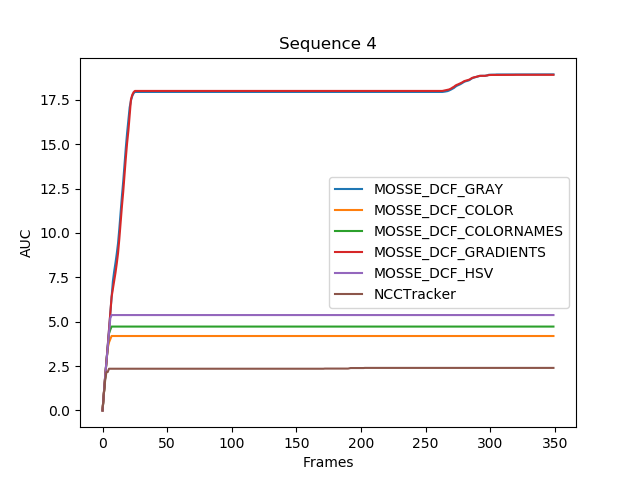 Sequence 4
17.5
15.0
12.5
10.0
7.5
5.0
2.5
0.0
AUC
MOSSE_DCF_GRAY
MOSSE_DCF_COLOR
MOSSE_DCF_COLORNAMES
MOSSE_DCF_GRADIENTS
MOSSE_DCF_HSV
NCCTracker
0 50 100 150 200 250 300 350
Frames